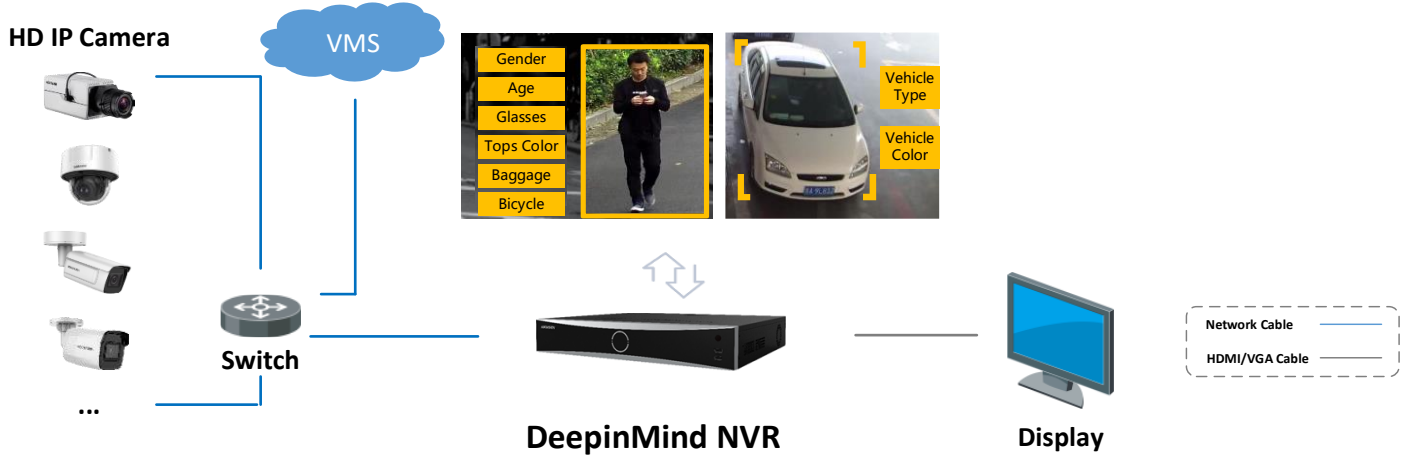 HD IP Camera
VMS
Gender
Age
Glasses
Tops Color
Baggage
Bicycle
Vehicle
Type
Vehicle
Color
Switch
...
DeepinMind NVR
Display
Network Cable
HDMI/VGA Cable